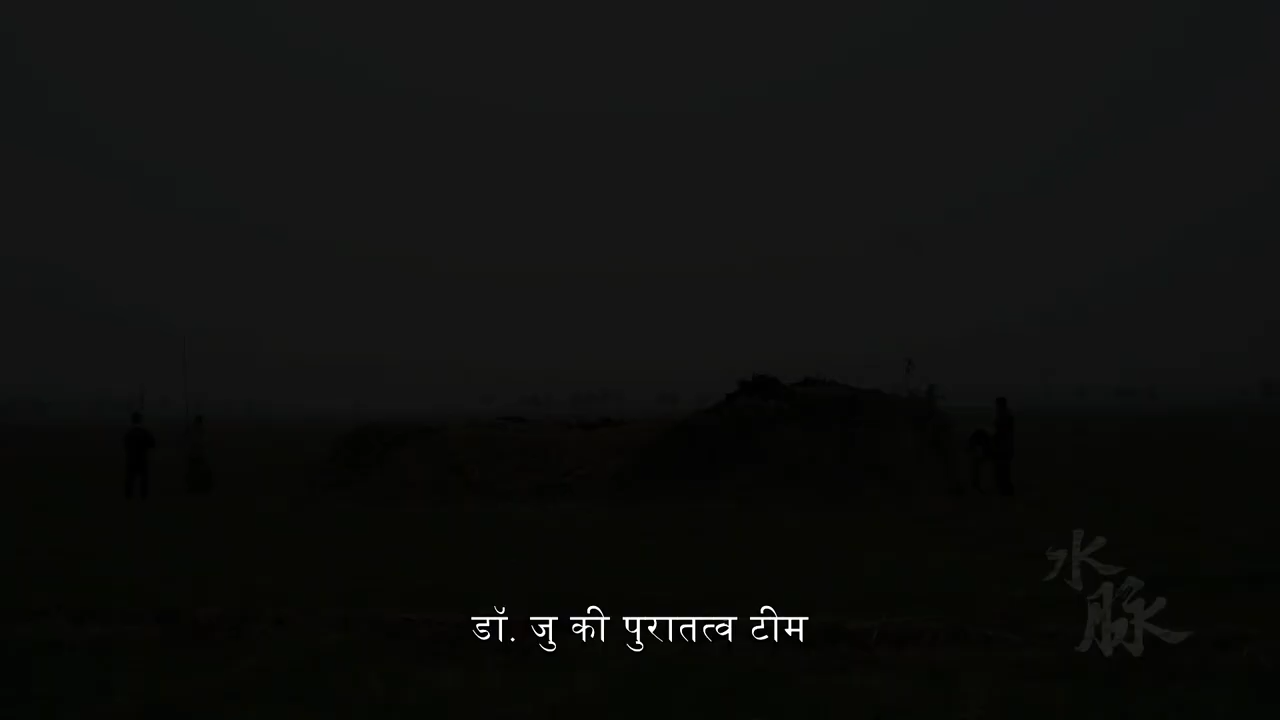 水
脉
डॉ. जु की पुरातत्व टीम